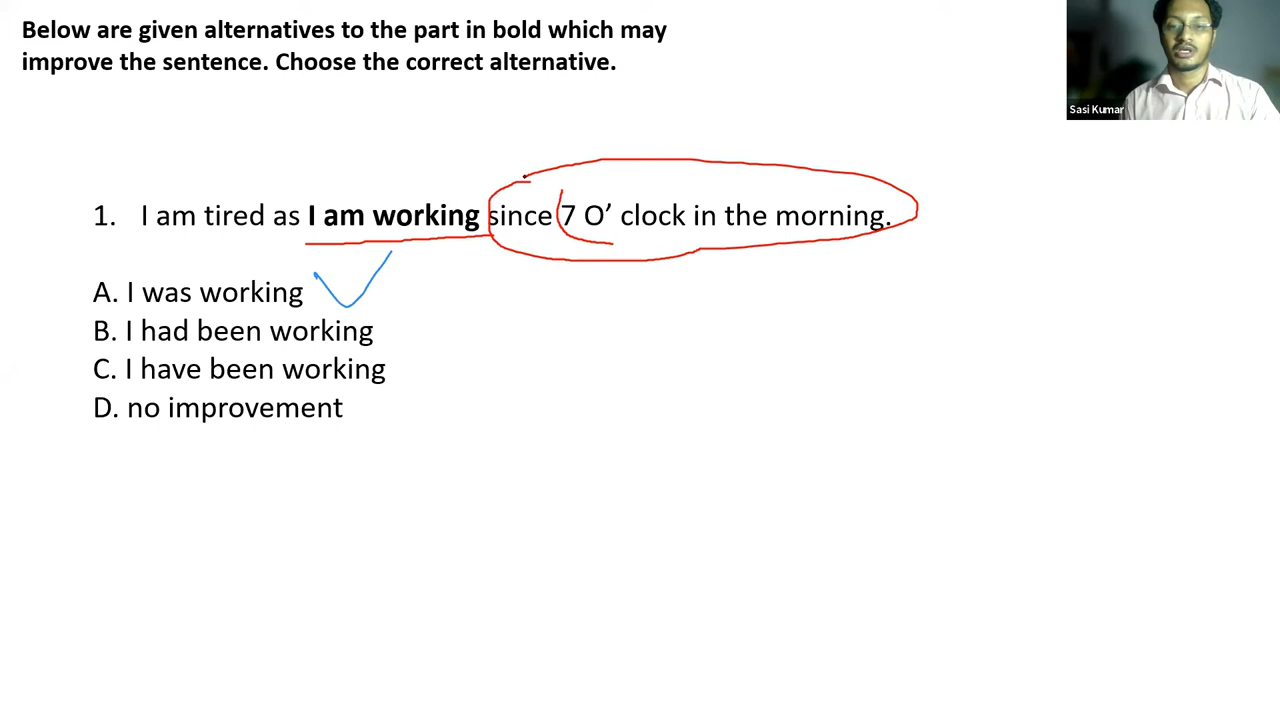 Below are given alternatives to the part in bold which may
improve the sentence. Choose the correct alternative.
Sasi Kumar
1. I am tired as I am working since 7 O’ clock in the morning.
A. I was working
B. I had been working
C. I have been working
D. no improvement